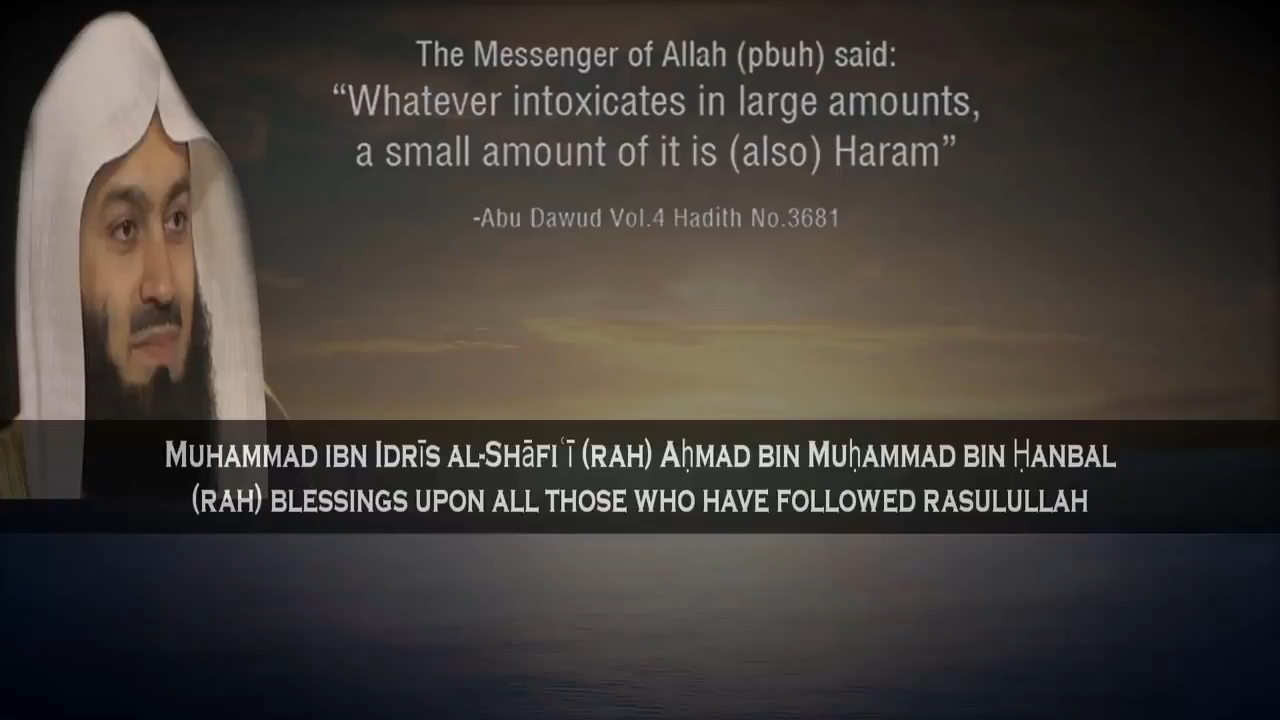 The Messenger of Allah (pbuh) said:
“Whatever intoxicates in large amounts,
a small amount of it is (also) Haram”
-Abu Dawud Vol.4 Hadith No.3681
Muhammad ibn Idrīs al-Shāfiʿī (rah) Aḥmad bin Muḥammad bin Ḥanbal
(rah) blessings upon all those who have followed rasulullah